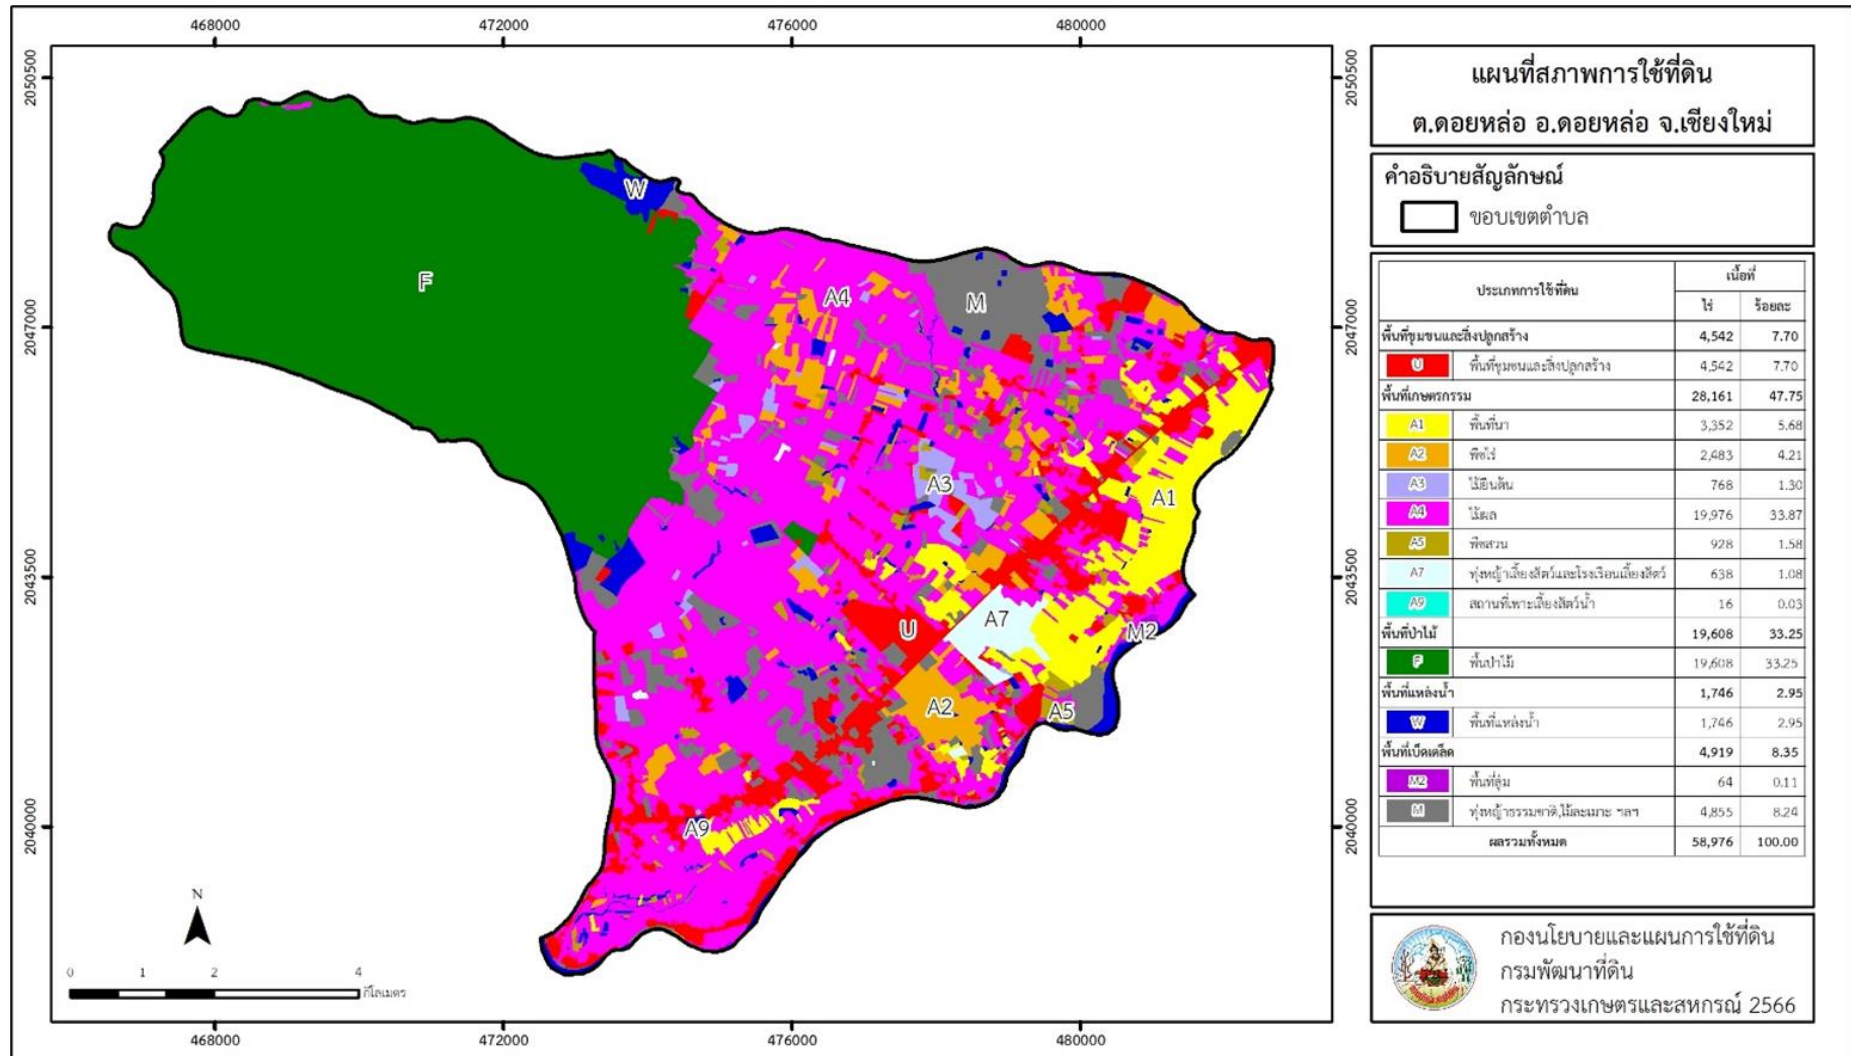 468000 472000 476000 480000
2050500 2047000 2043500 2040000
W
F
A4
M
A3
A1
A7
M2
U
A2
A5
A9
N
0 1 2 4
กิโลเมตร
2050500 2047000 2043500 2040000
468000 472000 476000 480000
แผนที่สภาพการใช้ที่ดิน
ต.ดอยหล่อ อ.ดอยหล่อ จ.เชียงใหม่
คำอธิบายสัญลักษณ์
ขอบเขตตำบล
ประเภทการใช้ที่ดิน เนื้อที่
ไร่ ร้อยละ
พื้นที่ชุมชนและสิ่งปลูกสร้าง 4,542 7.70
U พื้นที่ชุมชนและสิ่งปลูกสร้าง 4,542 7.70
พื้นที่เกษตรกรรม 28,161 47.75
A1 พื้นที่นา 3,352 5.68
A2 พืชไร่ 2,483 4.21
A3 ไม้ยืนต้น 768 1.30
A4 ไม้ผล 19,976 33.87
A5 พืชสวน 928 1.58
A7 ทุ่งหญ้าเลี้ยงสัตว์และโรงเรือนเลี้ยงสัตว์ 638 1.08
A9 สถานที่เพาะเลี้ยงสัตว์น้ำ 16 0.03
พื้นที่ป่าไม้ 19,608 33.25
F พื้นป่าไม้ 19,608 33.25
พื้นที่แหล่งน้ำ 1,746 2.95
W พื้นที่แหล่งน้ำ 1,746 2.95
พื้นที่เบ็ดเตล็ด 4,919 8.35
M2 พื้นที่ลุ่ม 64 0.11
M ทุ่งหญ้าธรรมชาติ,ไม้ละเมาะ ฯลฯ 4,855 8.24
ผลรวมทั้งหมด 58,976 100.00
กองนโยบายและแผนการใช้ที่ดิน
กรมพัฒนาที่ดิน
กระทรวงเกษตรและสหกรณ์ 2566